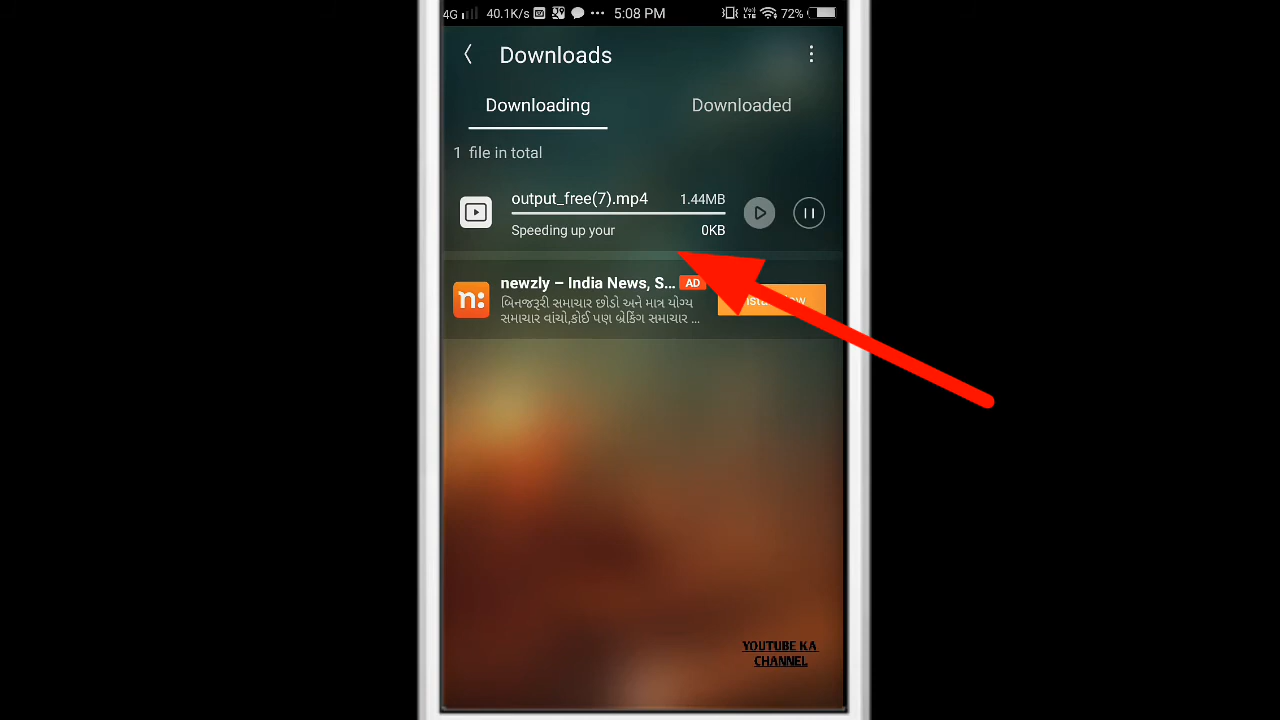 4G 40.1K/s 5:08 PM VoLTE 72%
Downloads
Downloading Downloaded
1 file in total
output_free(7).mp4 1.44MB
Speeding up your 0KB
newzly – India News, S... AD
બિનજરૂરી સમાચાર છોડો અને માત્ર યોગ્ય
સમાચાર વાંચો,કોઈ પણ બ્રેકિંગ સમાચાર ...
YOUTUBE KA
CHANNEL